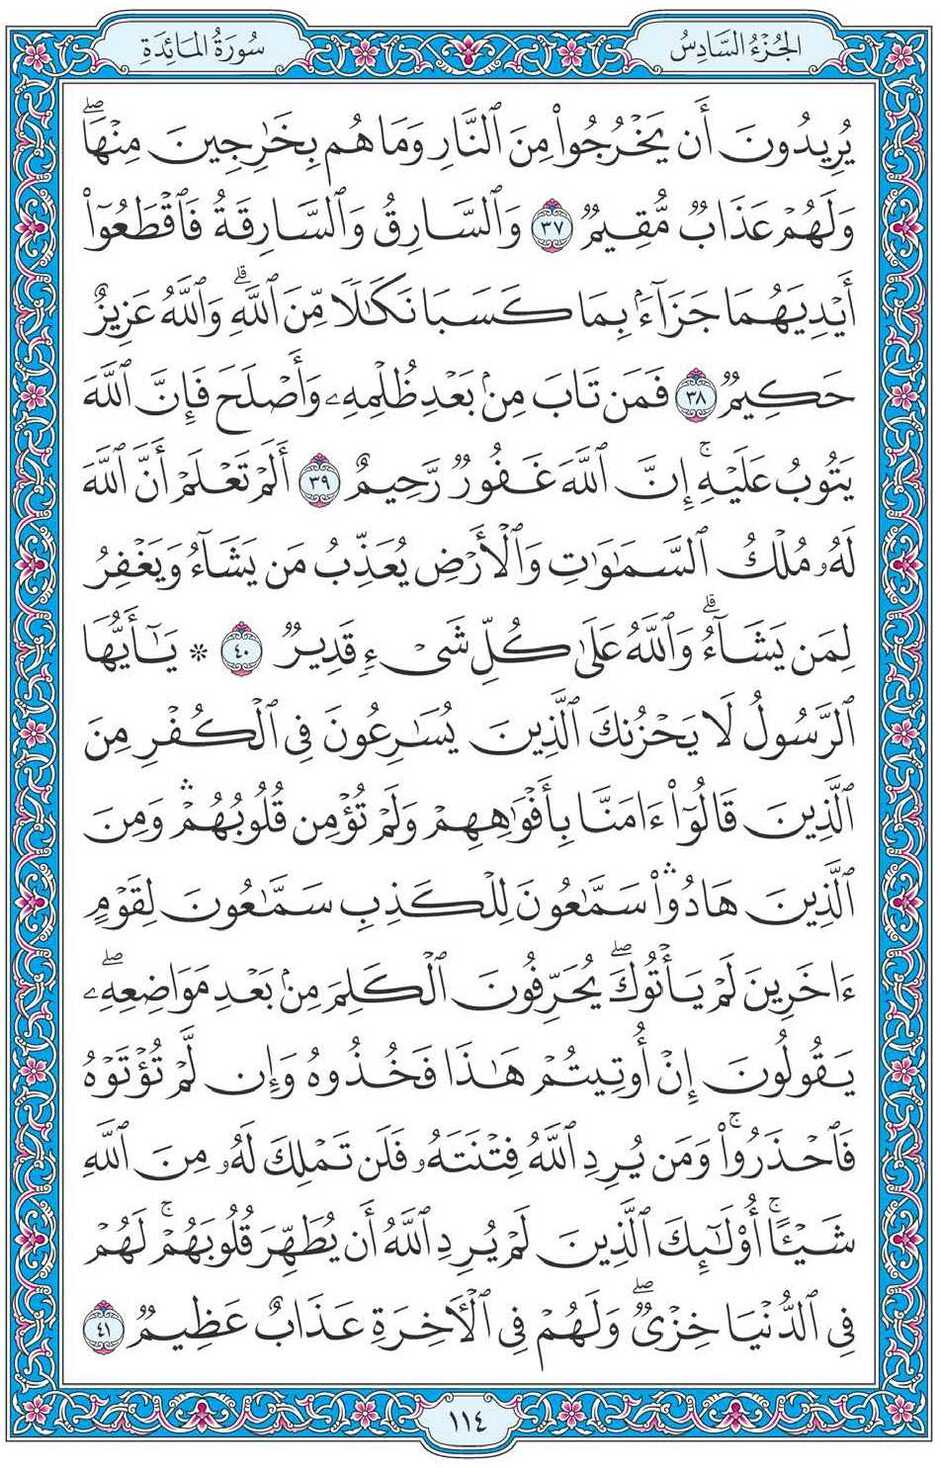 الجُزْءُ السَّادِسُ
سُورَةُ المَائِدَةِ
يُرِيدُونَ أَن يَخْرُجُوا۟ مِنَ ٱلنَّارِ وَمَا هُم بِخَـٰرِجِينَ مِنْهَا ۖ
وَلَهُمْ عَذَابٌ مُّقِيمٌ ٣٧ وَٱلسَّارِقُ وَٱلسَّارِقَةُ فَٱقْطَعُوٓا۟
أَيْدِيَهُمَا جَزَآءًۢ بِمَا كَسَبَا نَكَـٰلًا مِّنَ ٱللَّهِ ۗ وَٱللَّهُ عَزِيزٌ
حَكِيمٌ ٣٨ فَمَن تَابَ مِنۢ بَعْدِ ظُلْمِهِۦ وَأَصْلَحَ فَإِنَّ ٱللَّهَ
يَتُوبُ عَلَيْهِ ۚ إِنَّ ٱللَّهَ غَفُورٌ رَّحِيمٌ ٣٩ أَلَمْ تَعْلَمْ أَنَّ ٱللَّهَ
لَهُۥ مُلْكُ ٱلسَّمَـٰوَٰتِ وَٱلْأَرْضِ يُعَذِّبُ مَن يَشَآءُ وَيَغْفِرُ
لِمَن يَشَآءُ ۗ وَٱللَّهُ عَلَىٰ كُلِّ شَىْءٍ قَدِيرٌ ٤٠ * يَـٰٓأَيُّهَا
ٱلرَّسُولُ لَا يَحْزُنكَ ٱلَّذِينَ يُسَـٰرِعُونَ فِى ٱلْكُفْرِ مِنَ
ٱلَّذِينَ قَالُوٓا۟ ءَامَنَّا بِأَفْوَٰهِهِمْ وَلَمْ تُؤْمِن قُلُوبُهُمْ ۛ وَمِنَ
ٱلَّذِينَ هَادُوا۟ ۛ سَمَّـٰعُونَ لِلْكَذِبِ سَمَّـٰعُونَ لِقَوْمٍ
ءَاخَرِينَ لَمْ يَأْتُوكَ ۖ يُحَرِّفُونَ ٱلْكَلِمَ مِنۢ بَعْدِ مَوَاضِعِهِۦ ۖ
يَقُولُونَ إِنْ أُوتِيتُمْ هَـٰذَا فَخُذُوهُ وَإِن لَّمْ تُؤْتَوْهُ
فَٱحْذَرُوا۟ ۚ وَمَن يُرِدِ ٱللَّهُ فِتْنَتَهُۥ فَلَن تَمْلِكَ لَهُۥ مِنَ ٱللَّهِ
شَيْـًٔا ۚ أُو۟لَـٰٓئِكَ ٱلَّذِينَ لَمْ يُرِدِ ٱللَّهُ أَن يُطَهِّرَ قُلُوبَهُمْ ۚ لَهُمْ
فِى ٱلدُّنْيَا خِزْىٌ ۖ وَلَهُمْ فِى ٱلْـَٔاخِرَةِ عَذَابٌ عَظِيمٌ ٤١
١١٤